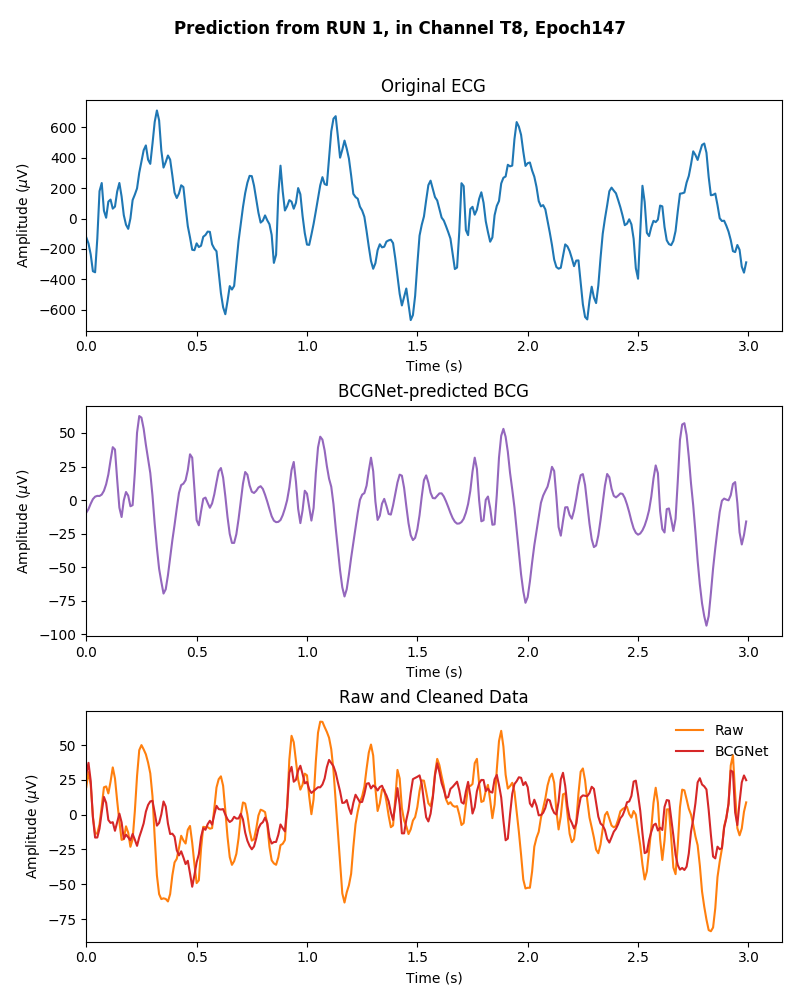 Prediction from RUN 1, in Channel T8, Epoch147
Original ECG
Amplitude (μV)
600
400
200
0
−200
−400
−600
0.0 0.5 1.0 1.5 2.0 2.5 3.0
Time (s)
BCGNet-predicted BCG
Amplitude (μV)
50
25
0
−25
−50
−75
−100
0.0 0.5 1.0 1.5 2.0 2.5 3.0
Time (s)
Raw and Cleaned Data
Amplitude (μV)
50
25
0
−25
−50
−75
Raw
BCGNet
0.0 0.5 1.0 1.5 2.0 2.5 3.0
Time (s)